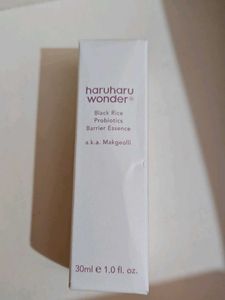 haruharu
wonder®
Black Rice
Probiotics
Barrier Essence
a.k.a. Makgeolli
30ml e 1.0 fl. oz.